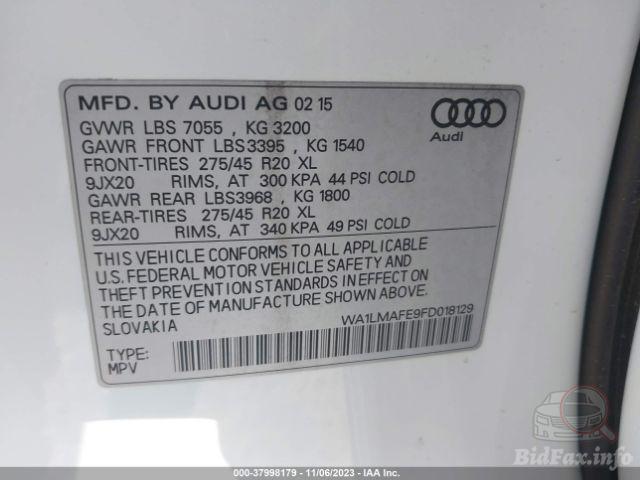 MFD. BY AUDI AG 02 15
GVWR LBS 7055 , KG 3200
GAWR FRONT LBS3395 , KG 1540
FRONT-TIRES 275/45 R20 XL
9JX20 RIMS, AT 300 KPA 44 PSI COLD
GAWR REAR LBS3968 , KG 1800
REAR-TIRES 275/45 R20 XL
9JX20 RIMS, AT 340 KPA 49 PSI COLD
Audi
THIS VEHICLE CONFORMS TO ALL APPLICABLE
U.S. FEDERAL MOTOR VEHICLE SAFETY AND
THEFT PREVENTION STANDARDS IN EFFECT ON
THE DATE OF MANUFACTURE SHOWN ABOVE.
SLOVAKIA
WA1LMAFE9FD018129
TYPE:
MPV
BidFax.info
000-37998179 - 11/06/2023 - IAA Inc.